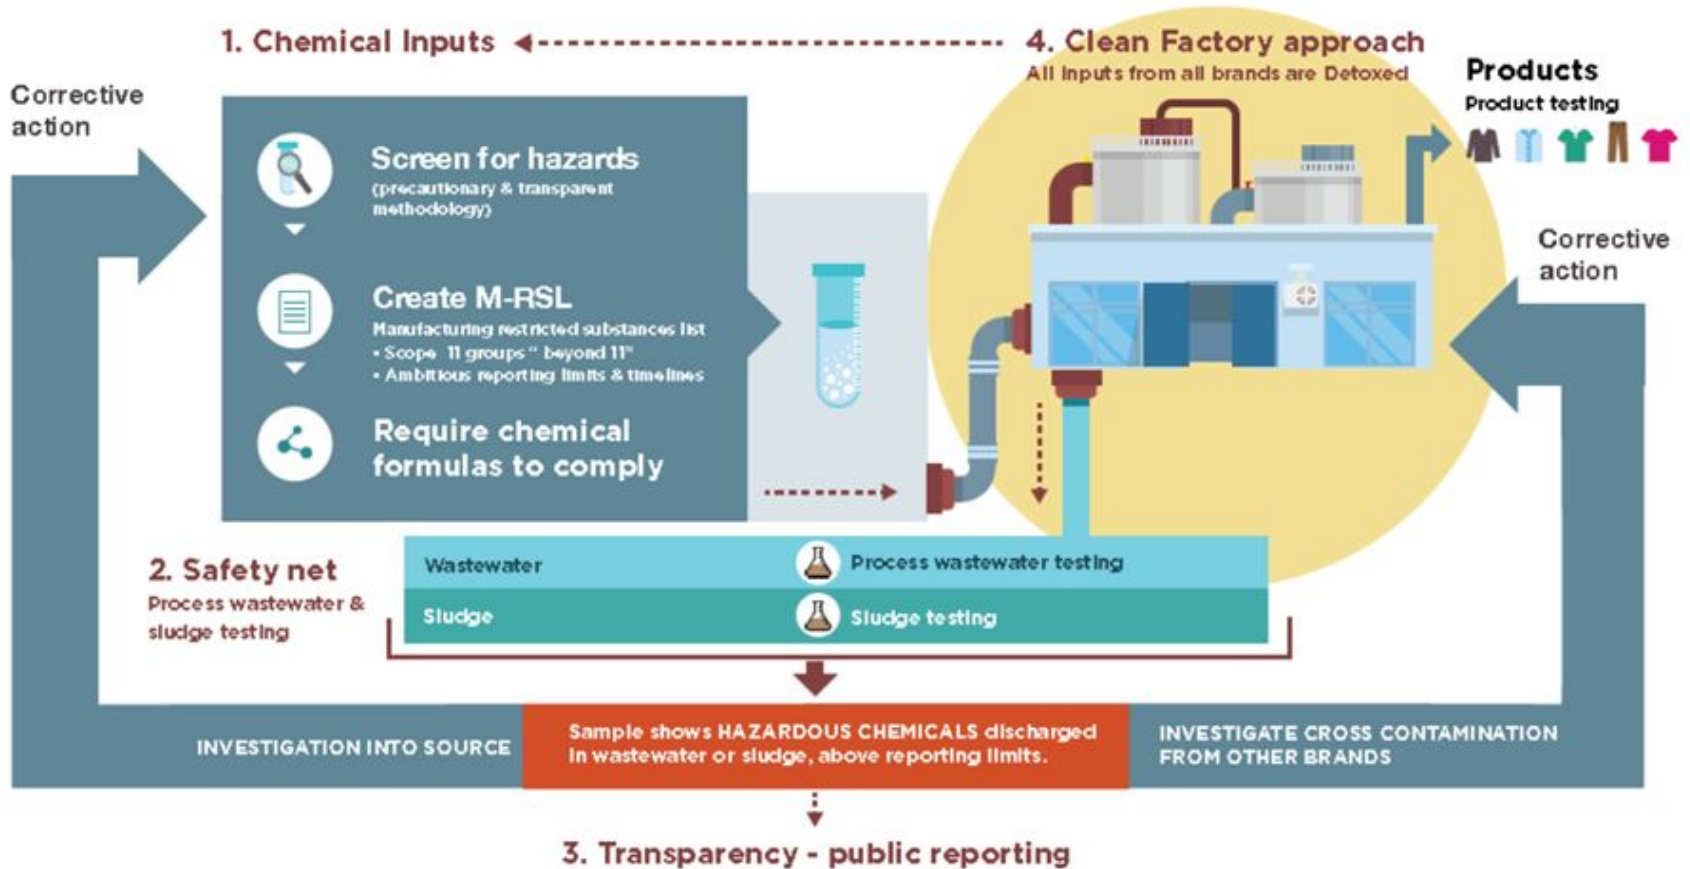 1. Chemical Inputs
4. Clean Factory approach
All Inputs from all brands are Detoxed
Products
Product testing
Corrective
action
Screen for hazards
(precautionary & transparent
methodology)
Create M-RSL
Manufacturing restricted substances list
• Scope 11 groups “ beyond 11”
• Ambitious reporting limits & timelines
Require chemical
formulas to comply
Corrective
action
2. Safety net
Process wastewater &
sludge testing
Wastewater
Process wastewater testing
Sludge
Sludge testing
INVESTIGATION INTO SOURCE
Sample shows HAZARDOUS CHEMICALS discharged
in wastewater or sludge, above reporting limits.
INVESTIGATE CROSS CONTAMINATION
FROM OTHER BRANDS
3. Transparency - public reporting